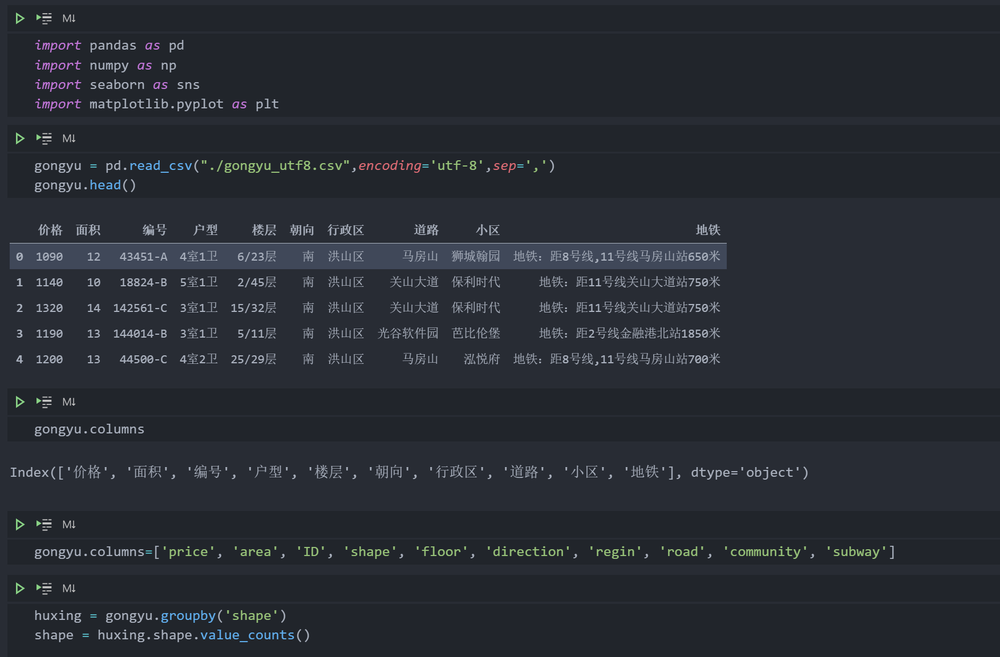 M↓
import pandas as pd
import numpy as np
import seaborn as sns
import matplotlib.pyplot as plt
M↓
gongyu = pd.read_csv("./gongyu_utf8.csv",encoding='utf-8',sep=',')
gongyu.head()
价格 面积 编号 户型 楼层 朝向 行政区 道路 小区 地铁
0 1090 12 43451-A 4室1卫 6/23层 南 洪山区 马房山 狮城翰园 地铁：距8号线,11号线马房山站650米
1 1140 10 18824-B 5室1卫 2/45层 南 洪山区 关山大道 保利时代 地铁：距11号线关山大道站750米
2 1320 14 142561-C 3室1卫 15/32层 南 洪山区 关山大道 保利时代 地铁：距11号线关山大道站750米
3 1190 13 144014-B 3室1卫 5/11层 南 洪山区 光谷软件园 芭比伦堡 地铁：距2号线金融港北站1850米
4 1200 13 44500-C 4室2卫 25/29层 南 洪山区 马房山 泓悦府 地铁：距8号线,11号线马房山站700米
M↓
gongyu.columns
Index(['价格', '面积', '编号', '户型', '楼层', '朝向', '行政区', '道路', '小区', '地铁'], dtype='object')
M↓
gongyu.columns=['price', 'area', 'ID', 'shape', 'floor', 'direction', 'regin', 'road', 'community', 'subway']
M↓
huxing = gongyu.groupby('shape')
shape = huxing.shape.value_counts()